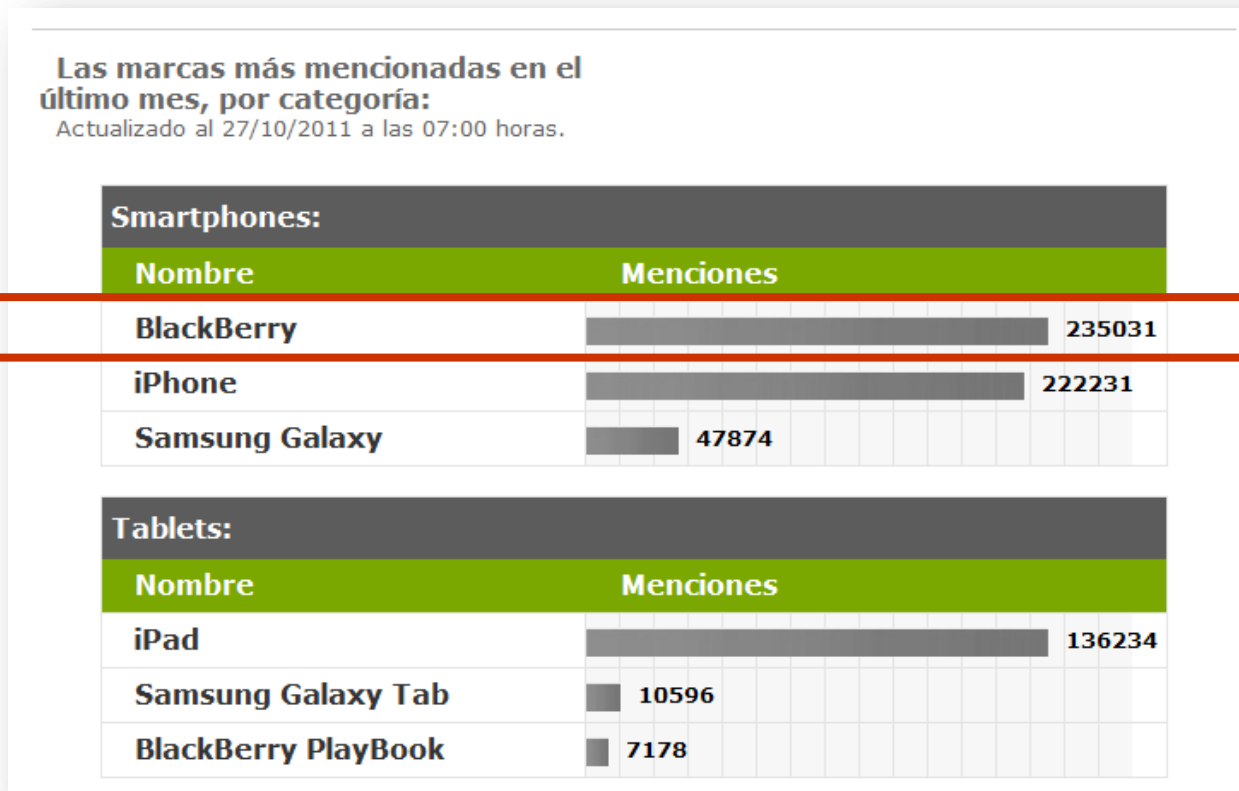 Las marcas más mencionadas en el
último mes, por categoría:
Actualizado al 27/10/2011 a las 07:00 horas.
Smartphones:
Nombre Menciones
BlackBerry 235031
iPhone 222231
Samsung Galaxy 47874
Tablets:
Nombre Menciones
iPad 136234
Samsung Galaxy Tab 10596
BlackBerry PlayBook 7178